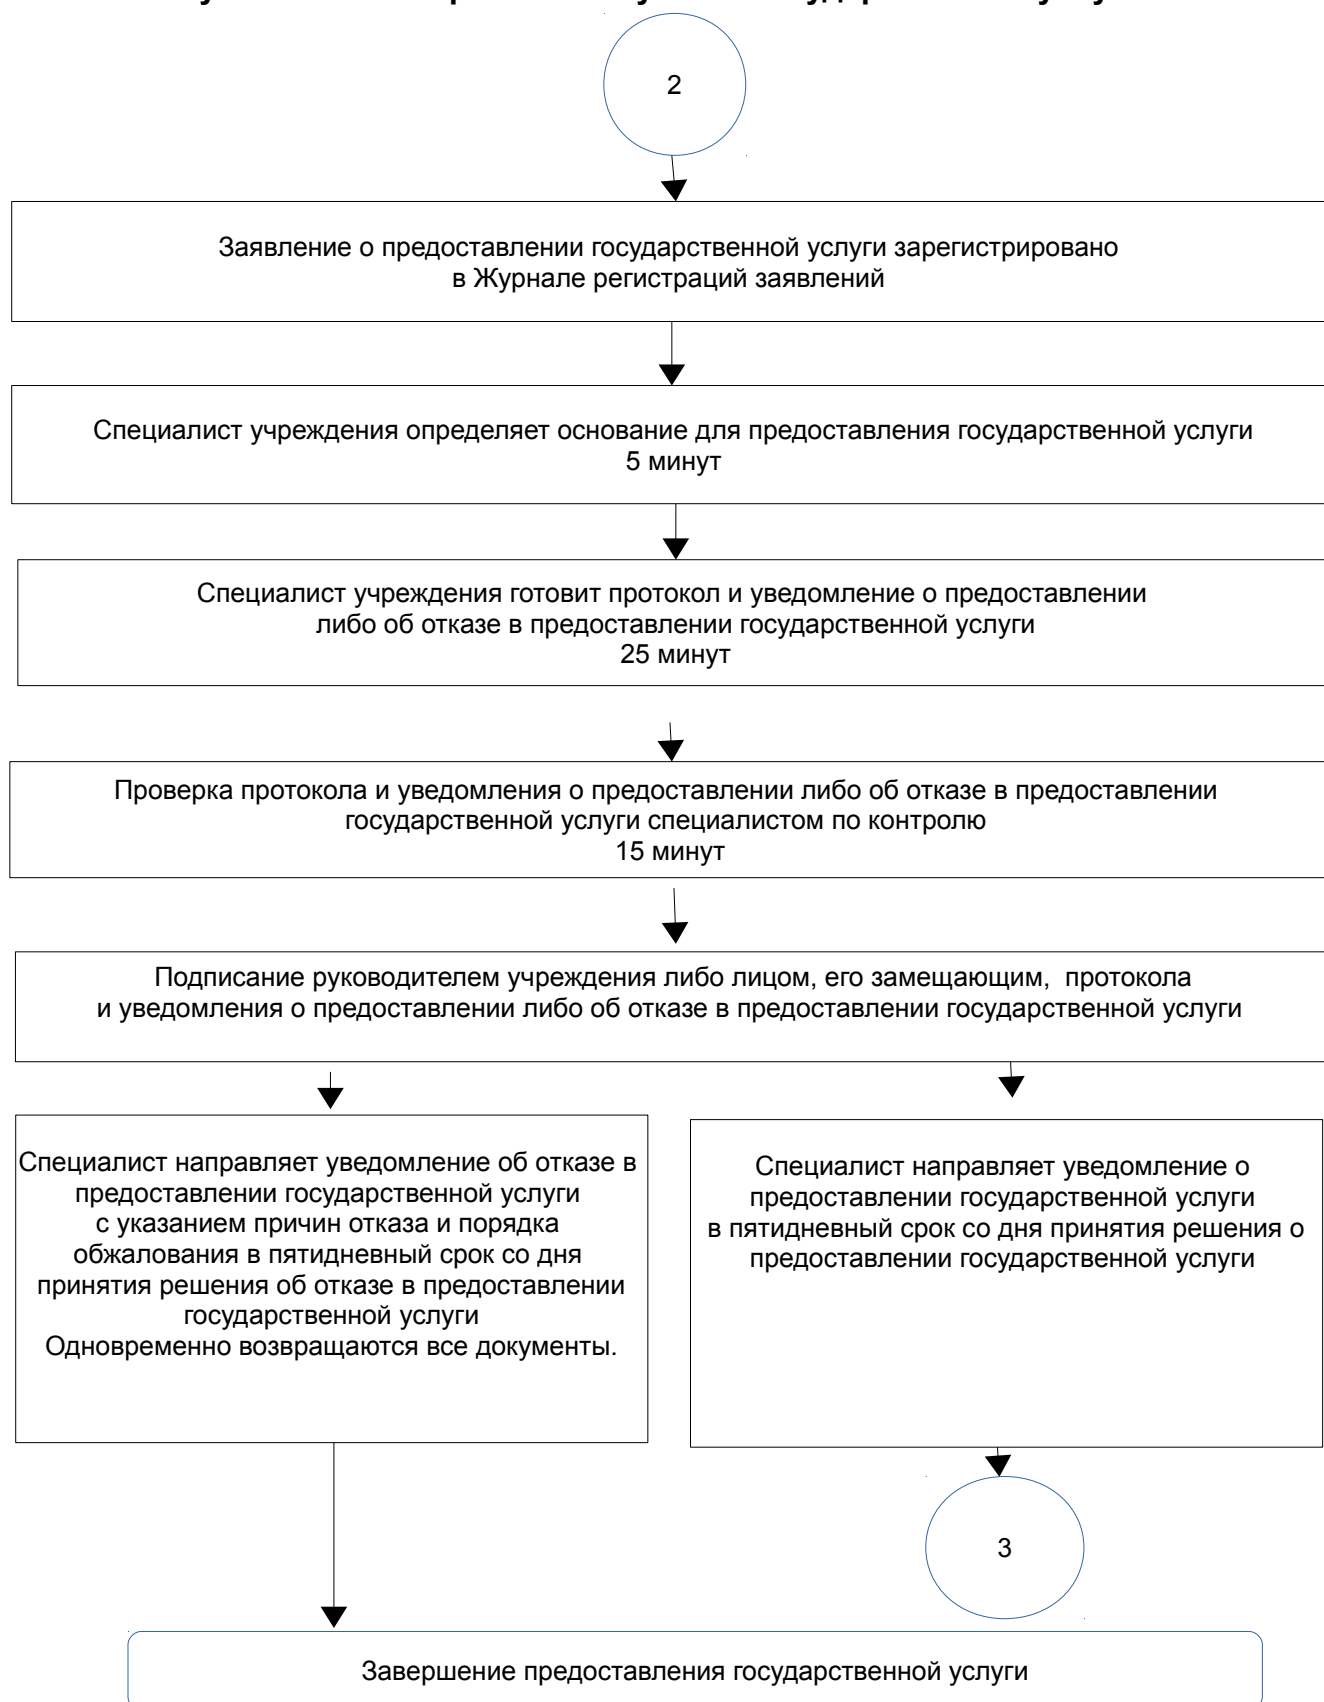 2
Заявление о предоставлении государственной услуги зарегистрировано
в Журнале регистраций заявлений
Специалист учреждения определяет основание для предоставления государственной услуги
5 минут
Специалист учреждения готовит протокол и уведомление о предоставлении
либо об отказе в предоставлении государственной услуги
25 минут
Проверка протокола и уведомления о предоставлении либо об отказе в предоставлении
государственной услуги специалистом по контролю
15 минут
Подписание руководителем учреждения либо лицом, его замещающим, протокола
и уведомления о предоставлении либо об отказе в предоставлении государственной услуги
Специалист направляет уведомление об отказе в
предоставлении государственной услуги
с указанием причин отказа и порядка
обжалования в пятидневный срок со дня
принятия решения об отказе в предоставлении
государственной услуги
Одновременно возвращаются все документы.
Специалист направляет уведомление о
предоставлении государственной услуги
в пятидневный срок со дня принятия решения о
предоставлении государственной услуги
3
Завершение предоставления государственной услуги